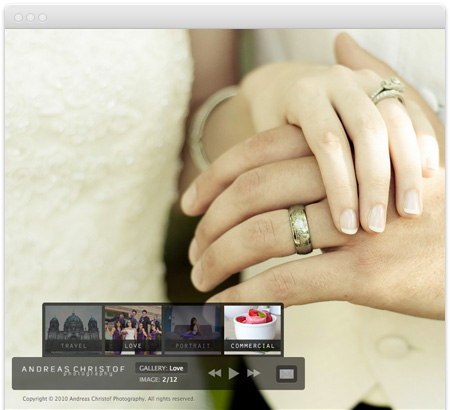 TRAVEL
LOVE
PORTRAIT
COMMERCIAL
ANDREAS CHRISTOF
photography
GALLERY: Love
IMAGE: 2/12
Copyright © 2010 Andreas Christof Photography. All rights reserved.